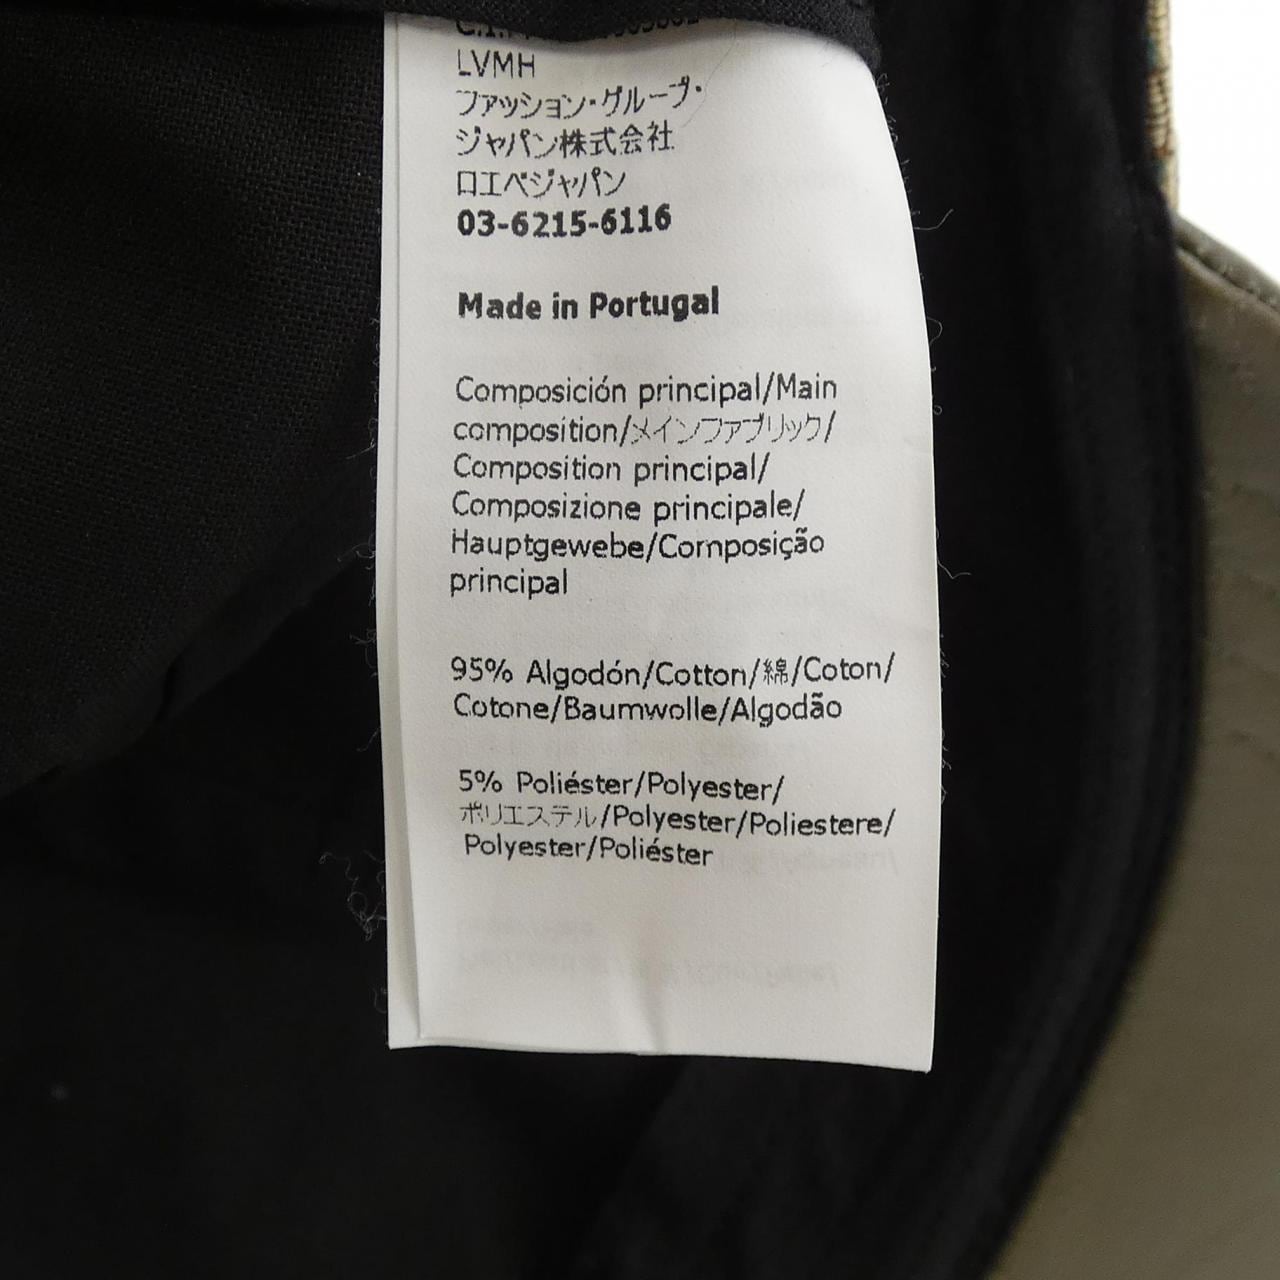 LVMH
ファッション・グループ・
ジャパン株式会社
ロエベジャパン
03-6215-6116
Made in Portugal
Composición principal/Main
composition/メインファブリック/
Composition principal/
Composizione principale/
Hauptgewebe/Composição
principal
95% Algodón/Cotton/綿/Coton/
Cotone/Baumwolle/Algodão
5% Poliéster/Polyester/
ポリエステル/Polyester/Poliestere/
Polyester/Poliéster